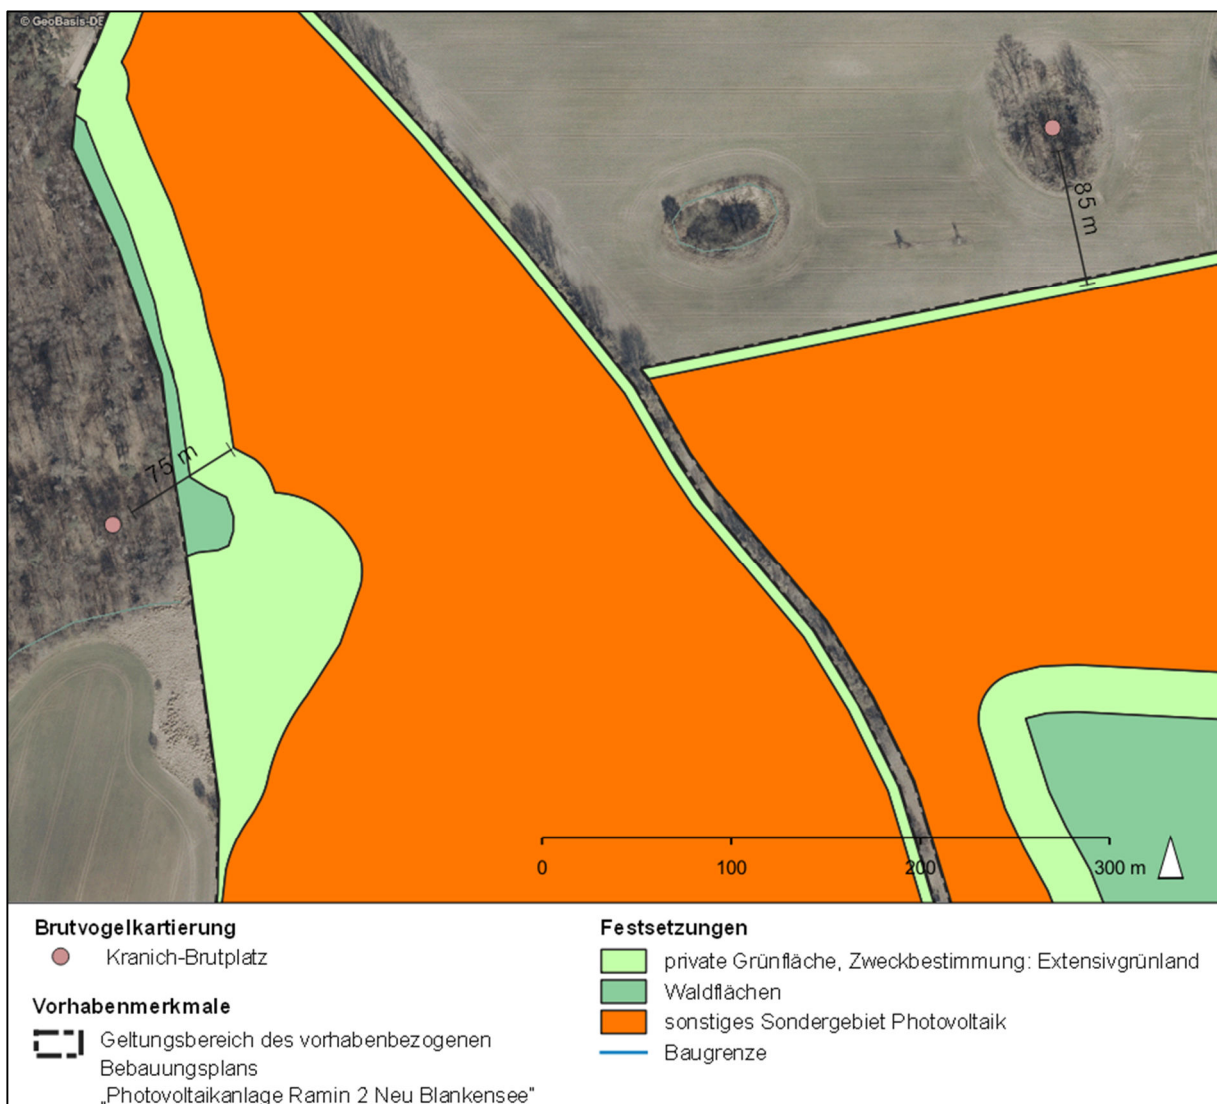 © GeoBasis-DE
85 m
75 m
0 100 200 300 m
Brutvogelkartierung
Kranich-Brutplatz
Vorhabenmerkmale
Geltungsbereich des vorhabenbezogenen
Bebauungsplans
„Photovoltaikanlage Ramin 2 Neu Blankensee"
Festsetzungen
private Grünfläche, Zweckbestimmung: Extensivgrünland
Waldflächen
sonstiges Sondergebiet Photovoltaik
Baugrenze